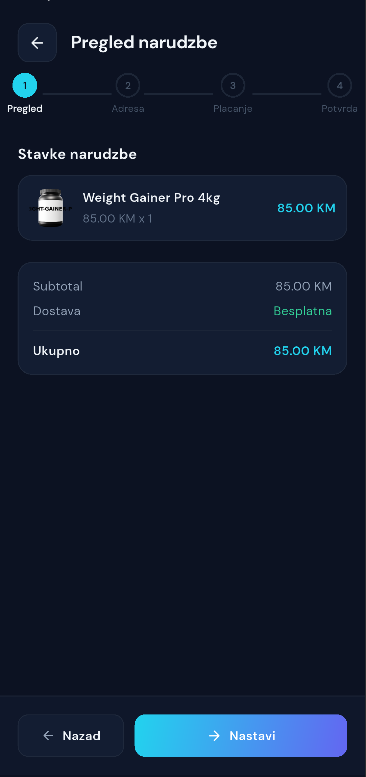 Pregled narudzbe
1 2 3 4
Pregled Adresa Placanje Potvrda
Stavke narudzbe
Weight Gainer Pro 4kg
85.00 KM x 1
85.00 KM
Subtotal 85.00 KM
Dostava Besplatna
Ukupno 85.00 KM
Nazad Nastavi